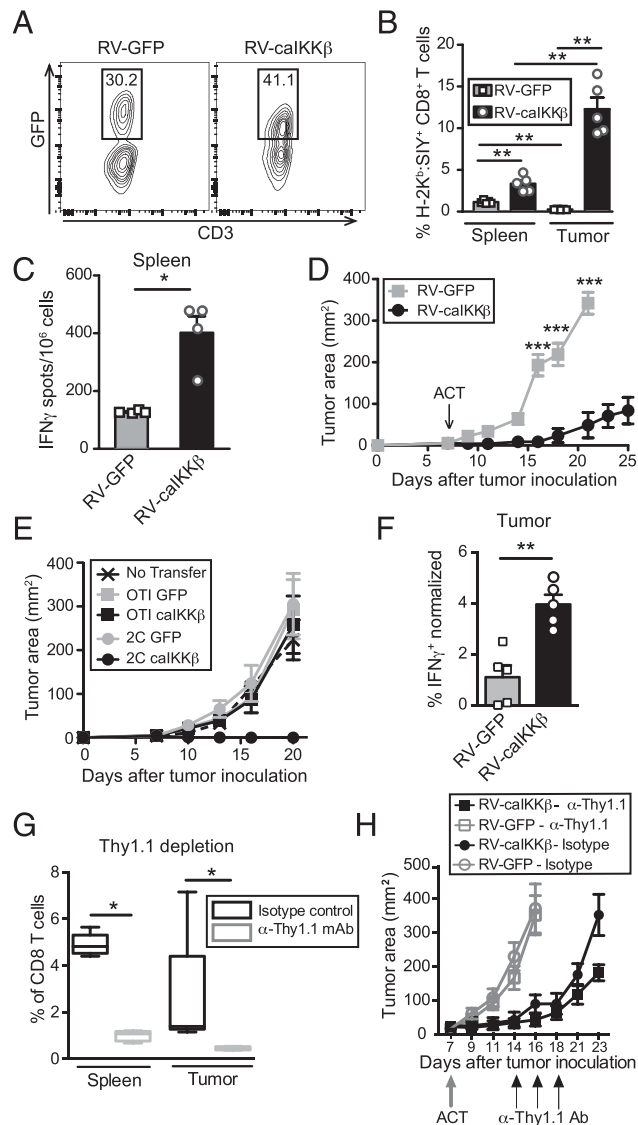 A
RV-GFP
RV-caIKKβ
30.2
41.1
GFP
CD3
B
% H-2Kᵇ:SIY⁺ CD8⁺ T cells
20
15
10
5
0
RV-GFP
RV-caIKKβ
**
**
**
**
Spleen
Tumor
C
Spleen
IFNγ spots/10⁶ cells
600
400
200
0
*
RV-GFP
RV-caIKKβ
D
Tumor area (mm²)
400
300
200
100
0
RV-GFP
RV-caIKKβ
ACT
***
***
***
0 5 10 15 20 25
Days after tumor inoculation
E
Tumor area (mm²)
400
300
200
100
0
No Transfer
OTI GFP
OTI caIKKβ
2C GFP
2C caIKKβ
0 5 10 15 20
Days after tumor inoculation
F
Tumor
% IFNγ⁺ normalized
6
4
2
0
**
RV-GFP
RV-caIKKβ
G
Thy1.1 depletion
% of CD8 T cells
8
6
4
2
0
*
*
Isotype control
α-Thy1.1 mAb
Spleen
Tumor
H
RV-caIKKβ- α-Thy1.1
RV-GFP - α-Thy1.1
RV-caIKKβ- Isotype
RV-GFP - Isotype
Tumor area (mm²)
500
400
300
200
100
0
7 9 11 14 16 18 21 23
Days after tumor inoculation
ACT
α-Thy1.1 Ab